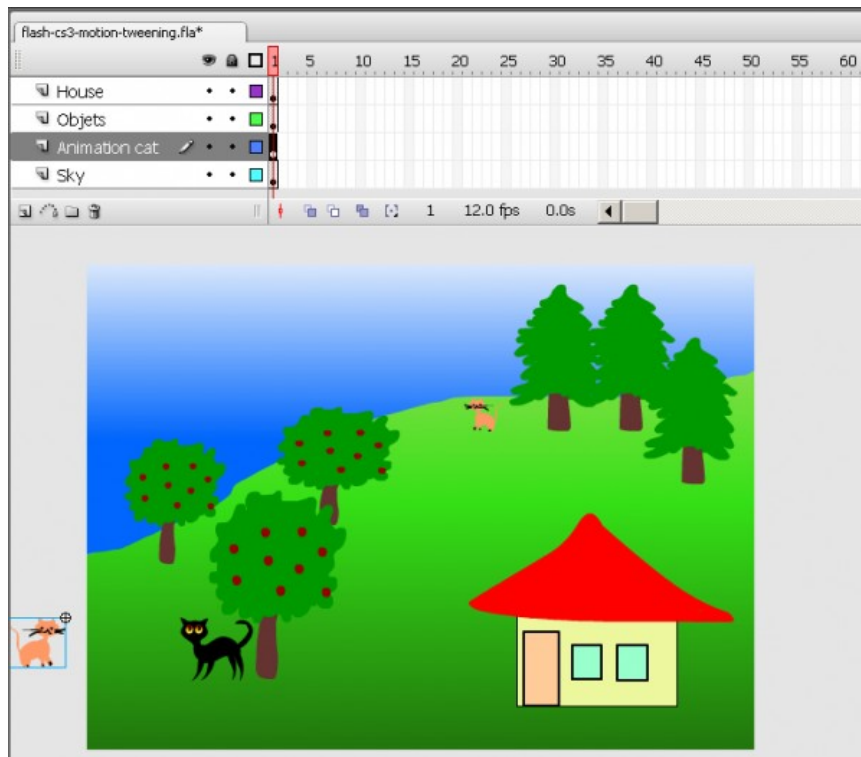 flash-cs3-motion-tweening.fla*
1 5 10 15 20 25 30 35 40 45 50 55 60
House
Objets
Animation cat
Sky
1 12.0 fps 0.0s